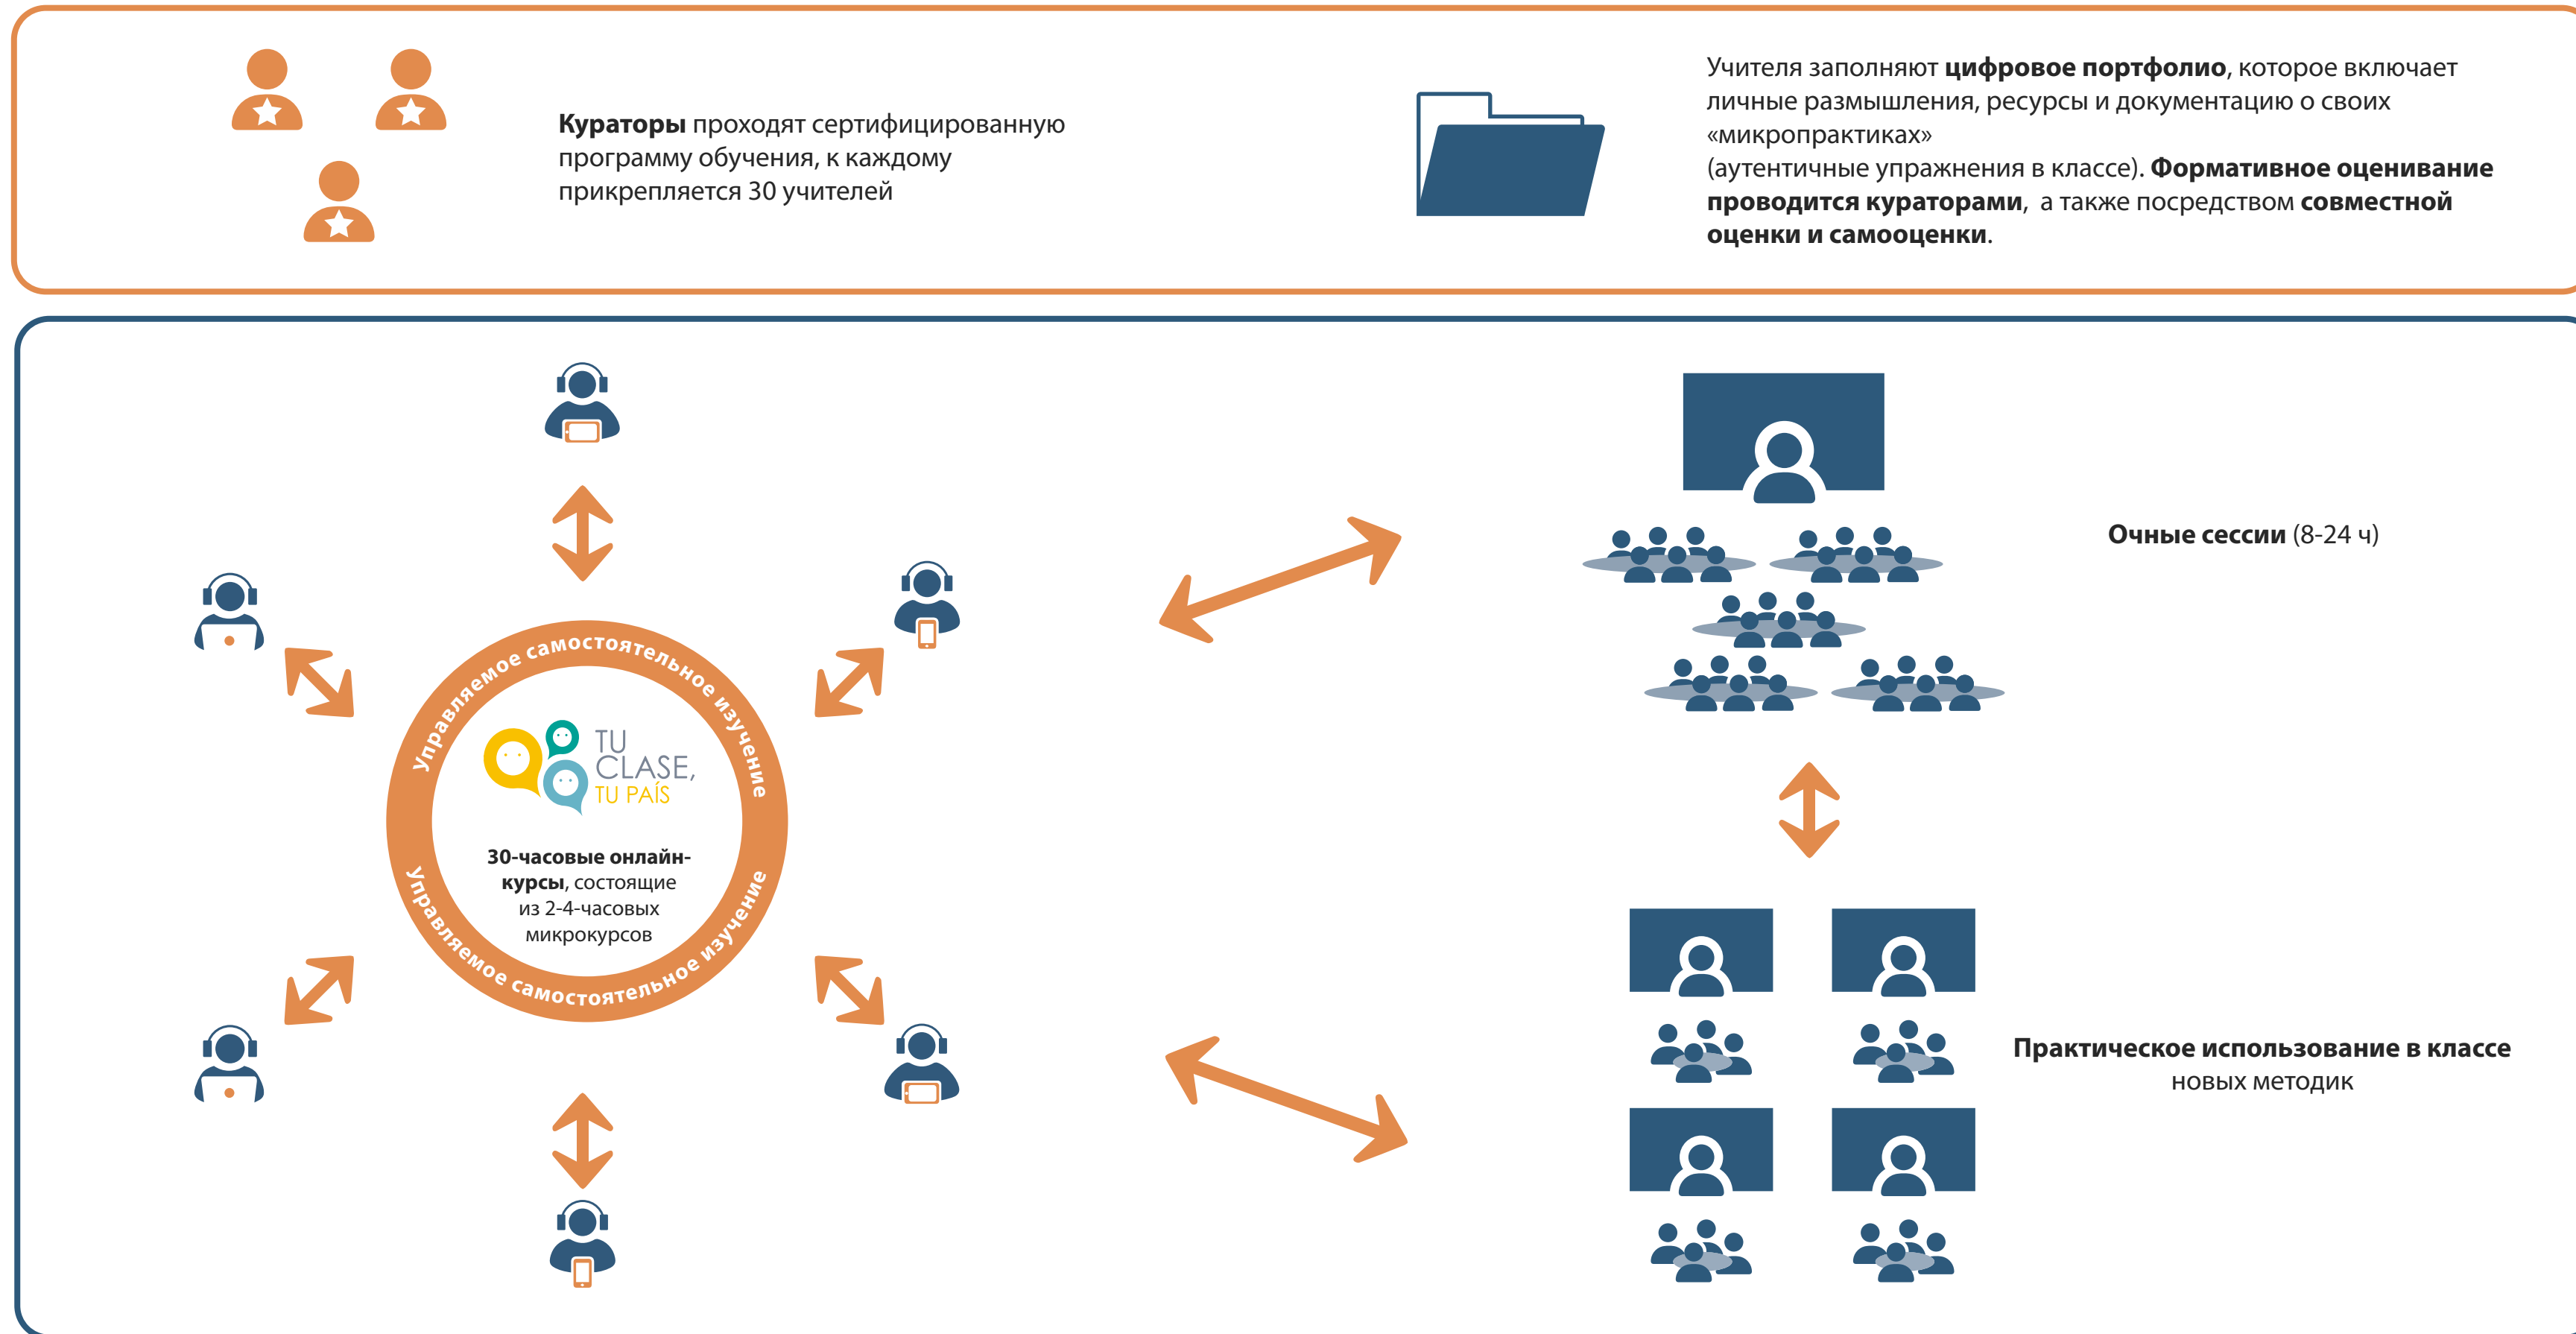 Кураторы проходят сертифицированную
программу обучения, к каждому
прикрепляется 30 учителей
Учителя заполняют цифровое портфолио, которое включает
личные размышления, ресурсы и документацию о своих
«микропрактиках»
(аутентичные упражнения в классе). Формативное оценивание
проводится кураторами, а также посредством совместной
оценки и самооценки.
Управляемое самостоятельное изучение
TU
CLASE,
TU PAÍS
30-часовые онлайн-
курсы, состоящие
из 2-4-часовых
микрокурсов
Управляемое самостоятельное изучение
Очные сессии (8-24 ч)
Практическое использование в классе
новых методик